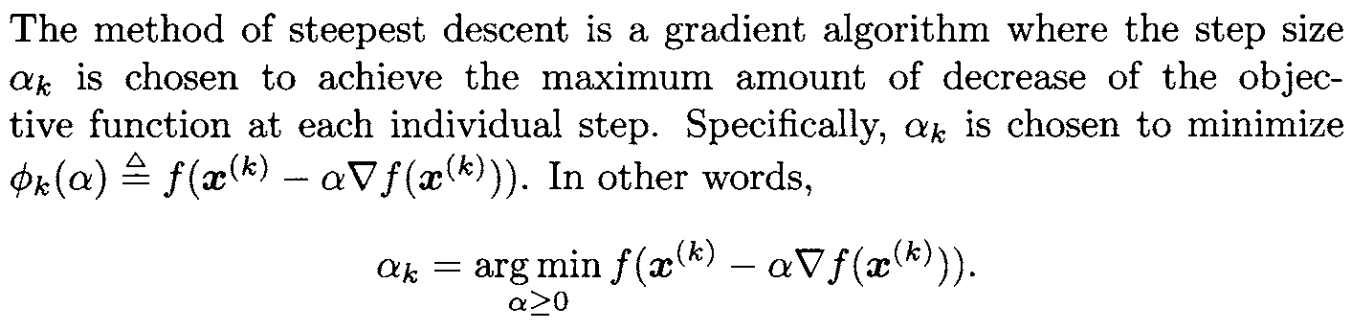 The method of steepest descent is a gradient algorithm where the step size
αₖ is chosen to achieve the maximum amount of decrease of the objec-
tive function at each individual step. Specifically, αₖ is chosen to minimize
ϕₖ(α) ≜ f(𝒙⁽ᵏ⁾ − α∇f(𝒙⁽ᵏ⁾)). In other words,
αₖ = arg min f(𝒙⁽ᵏ⁾ − α∇f(𝒙⁽ᵏ⁾)).
α≥0